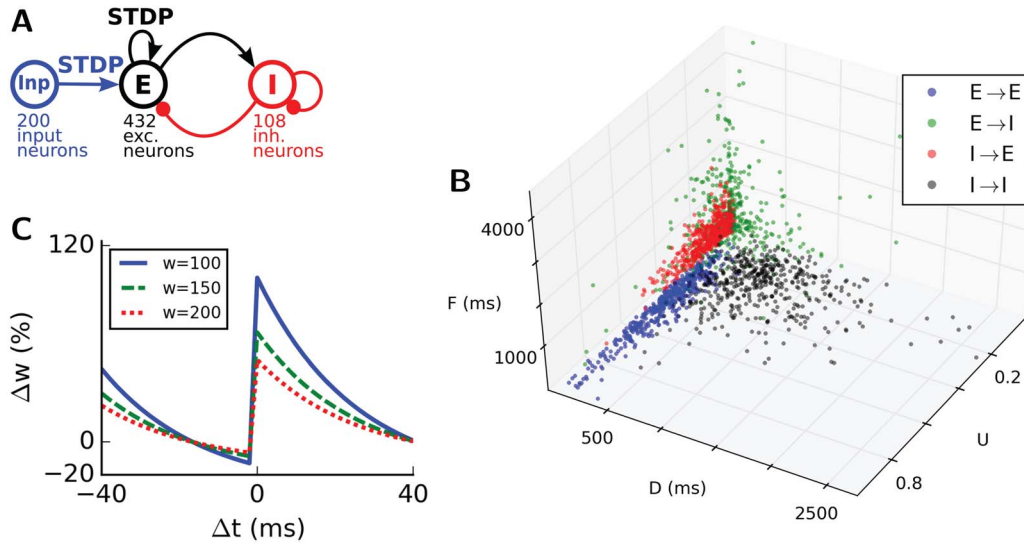 A
STDP
STDP
Inp
E
I
200
input
neurons
432
exc.
neurons
108
inh.
neurons
B
E→E
E→I
I→E
I→I
4000
F (ms)
1000
500
D (ms)
2500
0.2
U
0.8
C
120
w=100
w=150
w=200
Δw (%)
0
−20
−40
0
40
Δt (ms)